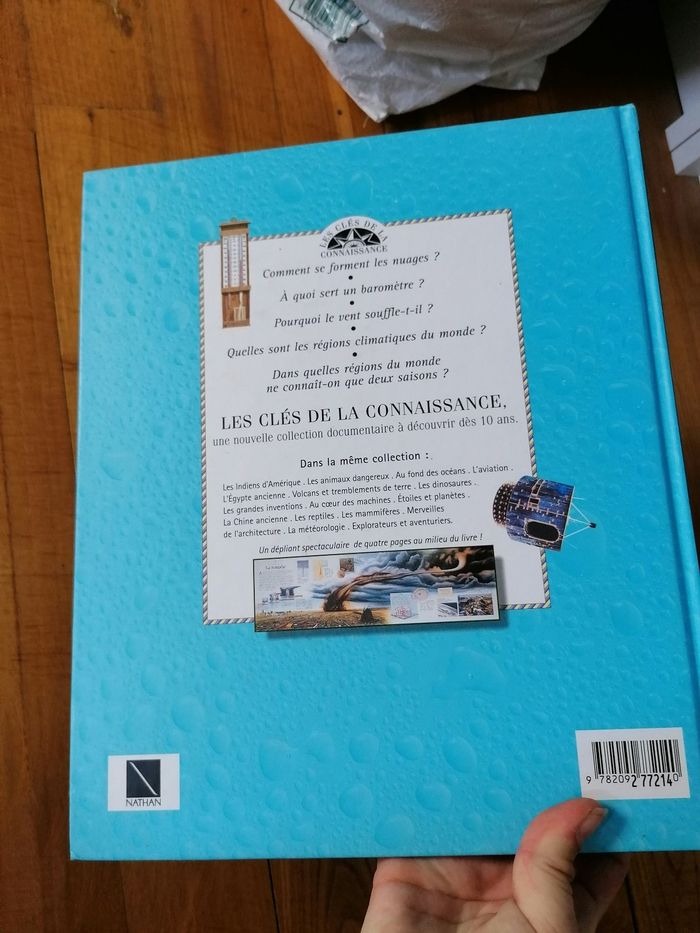 LES CLÉS DE LA
CONNAISSANCE
Comment se forment les nuages ?
•
À quoi sert un baromètre ?
•
Pourquoi le vent souffle-t-il ?
•
Quelles sont les régions climatiques du monde ?
•
Dans quelles régions du monde
ne connaît-on que deux saisons ?
LES CLÉS DE LA CONNAISSANCE,
une nouvelle collection documentaire à découvrir dès 10 ans.
Dans la même collection :
Les Indiens d'Amérique . Les animaux dangereux . Au fond des océans . L'aviation .
L'Égypte ancienne . Volcans et tremblements de terre . Les dinosaures .
Les grandes inventions . Au cœur des machines . Étoiles et planètes .
La Chine ancienne . Les reptiles . Les mammifères . Merveilles
de l'architecture . La météorologie . Explorateurs et aventuriers.
Un dépliant spectaculaire de quatre pages au milieu du livre !
NATHAN
9 782092 772140